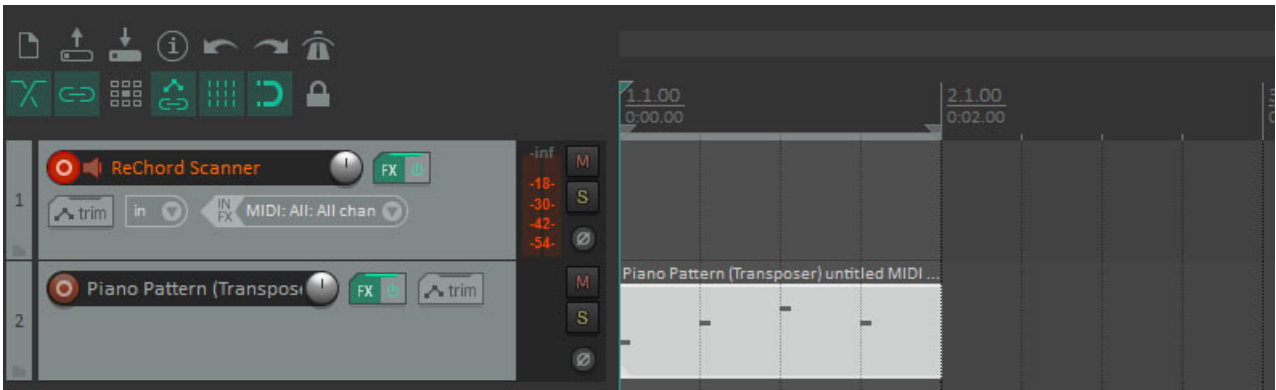 1.1.00
0:00.00
2.1.00
0:02.00
1
ReChord Scanner
FX
trim
in
IN FX
MIDI: All: All chan
-inf
-18-
-30-
-42-
-54-
M
S
2
Piano Pattern (Transpos
FX
trim
M
S
Piano Pattern (Transposer) untitled MIDI ...